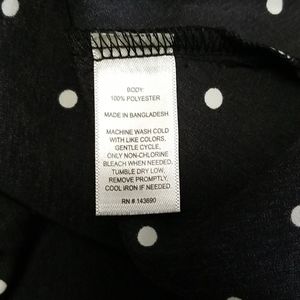 BODY:
100% POLYESTER
MADE IN BANGLADESH
MACHINE WASH COLD
WITH LIKE COLORS,
GENTLE CYCLE,
ONLY NON-CHLORINE
BLEACH WHEN NEEDED.
TUMBLE DRY LOW,
REMOVE PROMPTLY,
COOL IRON IF NEEDED.
RN # 143690